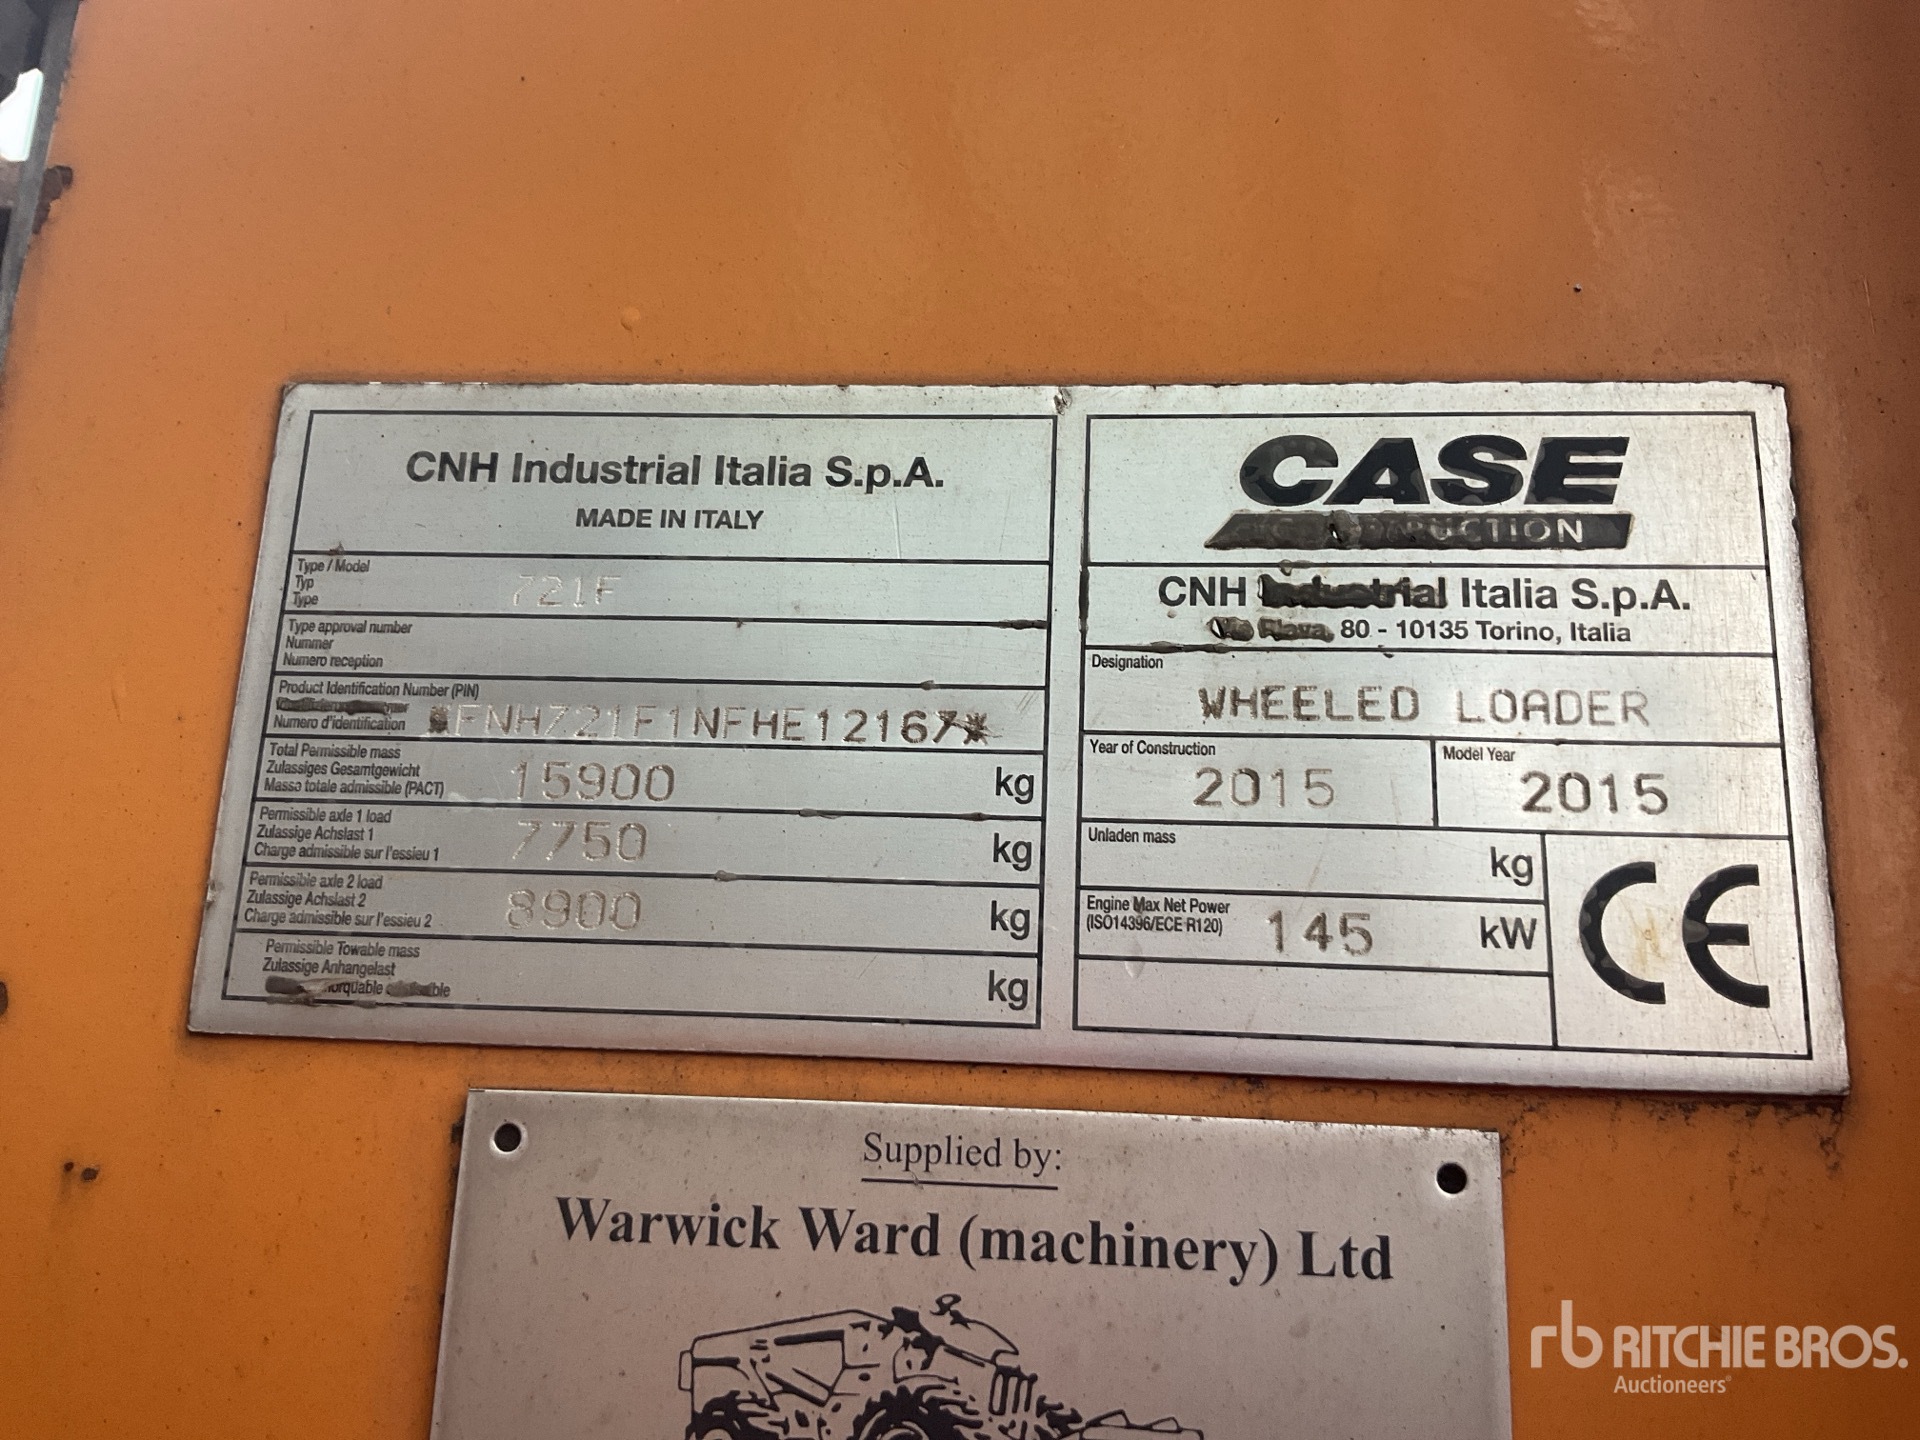 CNH Industrial Italia S.p.A.
MADE IN ITALY
Type / Model
Typ
Type
721F
Type approval number
Nummer
Numero reception
Product Identification Number (PIN)
Numero d'identification
*FNH721F1NFHE12167*
Total Permissible mass
Zulassiges Gesamtgewicht
Masso totale admissible (PACT)
15900
kg
Permissible axle 1 load
Zulassige Achslast 1
Charge admissible sur l'essieu 1
7750
kg
Permissible axle 2 load
Zulassige Achslast 2
Charge admissible sur l'essieu 2
8900
kg
Permissible Towable mass
Zulassige Anhangelast
kg
CASE
CONSTRUCTION
CNH Industrial Italia S.p.A.
80 - 10135 Torino, Italia
Designation
WHEELED LOADER
Year of Construction
2015
Model Year
2015
Unladen mass
kg
Engine Max Net Power
(ISO14396/ECE R120)
145
kW
CE
Supplied by:
Warwick Ward (machinery) Ltd
rb RITCHIE BROS.
Auctioneers